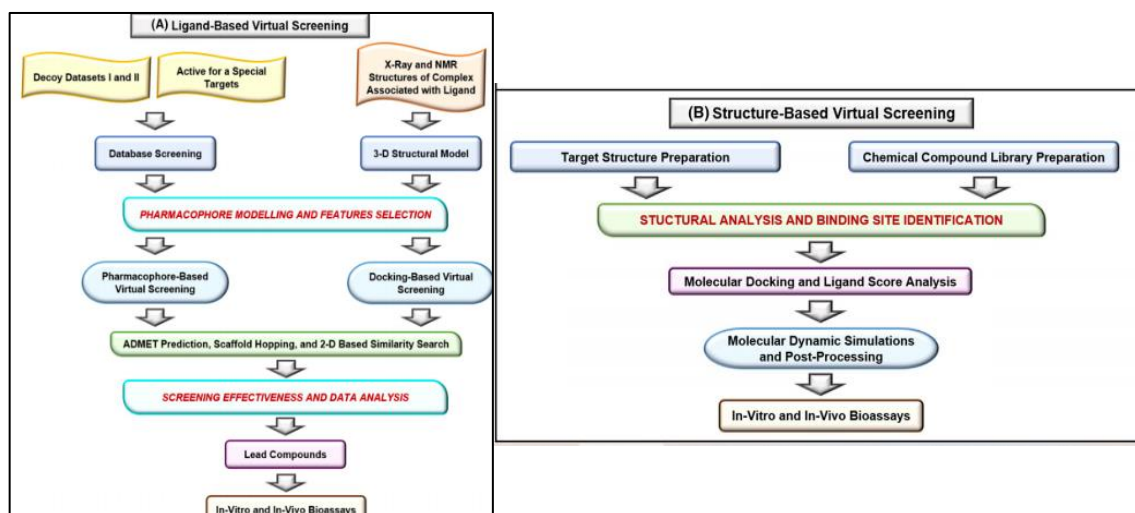 (A) Ligand-Based Virtual Screening
Decoy Datasets I and II
Active for a Special
Targets
X-Ray and NMR
Structures of Complex
Associated with Ligand
Database Screening
3-D Structural Model
PHARMACOPHORE MODELLING AND FEATURES SELECTION
Pharmacophore-Based
Virtual Screening
Docking-Based Virtual
Screening
ADMET Prediction, Scaffold Hopping, and 2-D Based Similarity Search
SCREENING EFFECTIVENESS AND DATA ANALYSIS
Lead Compounds
In-Vitro and In-Vivo Bioassays
(B) Structure-Based Virtual Screening
Target Structure Preparation
Chemical Compound Library Preparation
STUCTURAL ANALYSIS AND BINDING SITE IDENTIFICATION
Molecular Docking and Ligand Score Analysis
Molecular Dynamic Simulations
and Post-Processing
In-Vitro and In-Vivo Bioassays